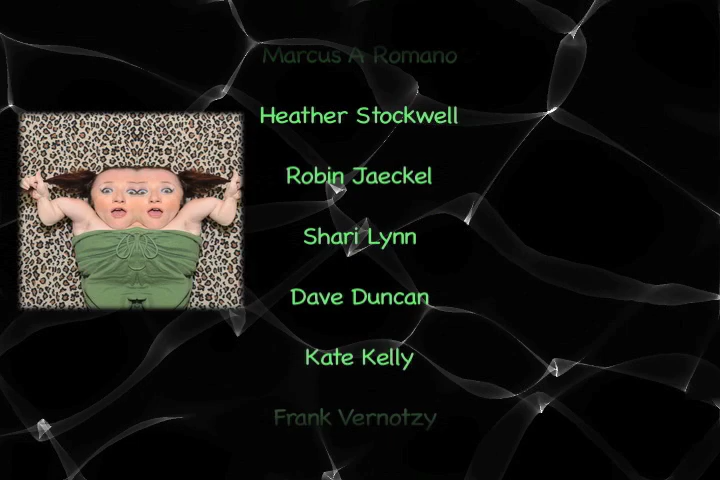 Marcus A Romano
Heather Stockwell
Robin Jaeckel
Shari Lynn
Dave Duncan
Kate Kelly
Frank Vernotzy